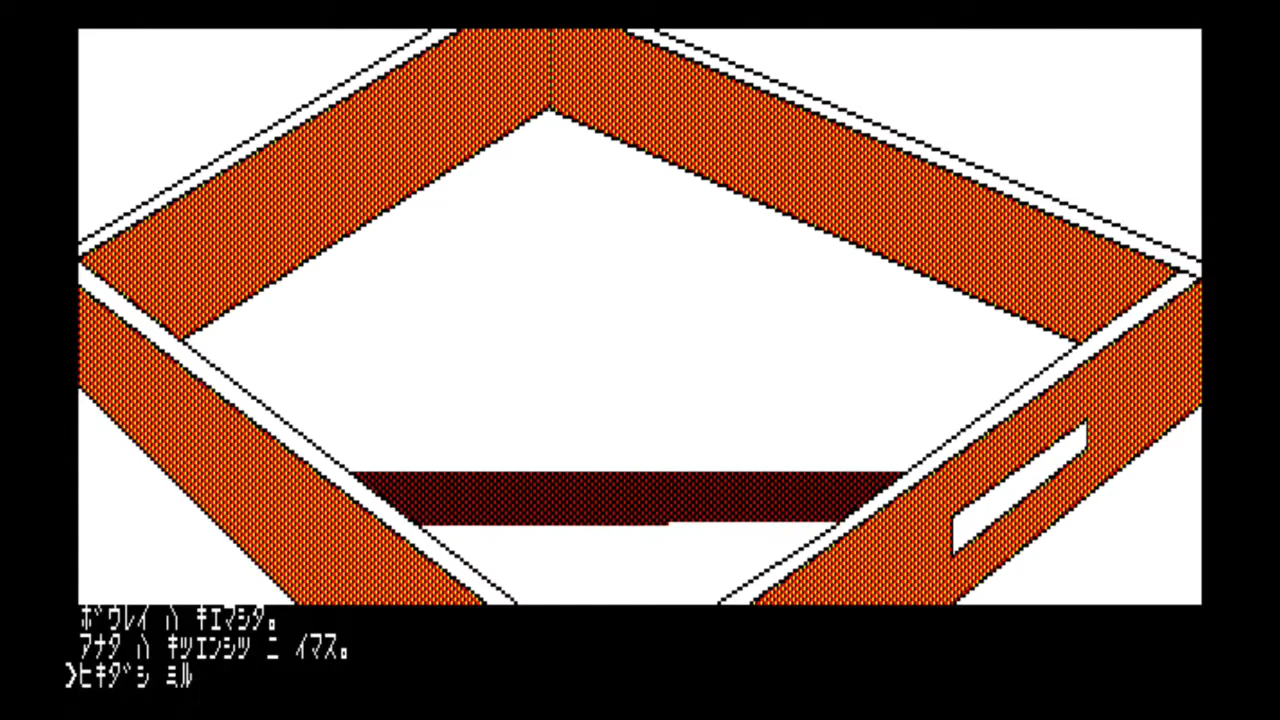 ボウレイ ハ キエマシタ。
アナタ ハ キツエンシツ ニ イマス。
>ヒキダシ ミル